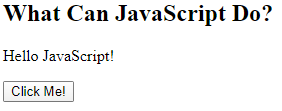 What Can JavaScript Do?
Hello JavaScript!
Click Me!